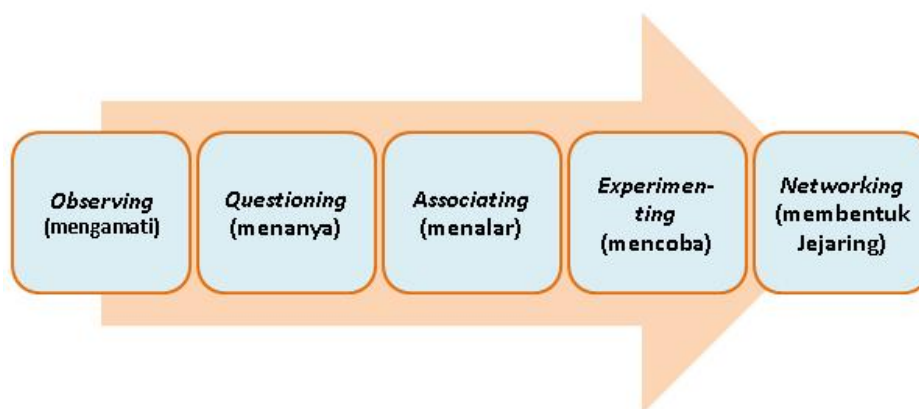 Observing
(mengamati)
Questioning
(menanya)
Associating
(menalar)
Experimen-
ting
(mencoba)
Networking
(membentuk
Jejaring)